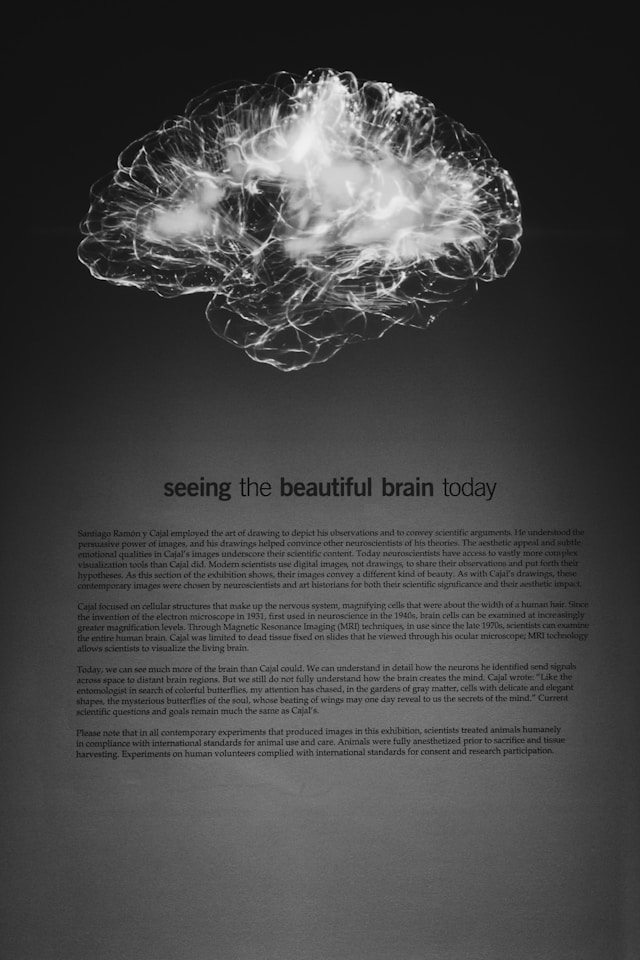 seeing the beautiful brain today
Santiago Ramón y Cajal employed the art of drawing to depict his observations and to convey scientific arguments. He understood the
persuasive power of images, and his drawings helped convince other neuroscientists of his theories. The aesthetic appeal and subtle
emotional qualities in Cajal's images underscore their scientific content. Today neuroscientists have access to vastly more complex
visualization tools than Cajal did. Modern scientists use digital images, not drawings, to share their observations and put forth their
hypotheses. As this section of the exhibition shows, their images convey a different kind of beauty. As with Cajal's drawings, these
contemporary images were chosen by neuroscientists and art historians for both their scientific significance and their aesthetic impact.
Cajal focused on cellular structures that make up the nervous system, magnifying cells that were about the width of a human hair. Since
the invention of the electron microscope in 1931, first used in neuroscience in the 1940s, brain cells can be examined at increasingly
greater magnification levels. Through Magnetic Resonance Imaging (MRI) techniques, in use since the late 1970s, scientists can examine
the entire human brain. Cajal was limited to dead tissue fixed on slides that he viewed through his ocular microscope; MRI technology
allows scientists to visualize the living brain.
Today, we can see much more of the brain than Cajal could. We can understand in detail how the neurons he identified send signals
across space to distant brain regions. But we still do not fully understand how the brain creates the mind. Cajal wrote: "Like the
entomologist in search of colorful butterflies, my attention has chased, in the gardens of gray matter, cells with delicate and elegant
shapes, the mysterious butterflies of the soul, whose beating of wings may one day reveal to us the secrets of the mind." Current
scientific questions and goals remain much the same as Cajal's.
Please note that in all contemporary experiments that produced images in this exhibition, scientists treated animals humanely
in compliance with international standards for animal use and care. Animals were fully anesthetized prior to sacrifice and tissue
harvesting. Experiments on human volunteers complied with international standards for consent and research participation.